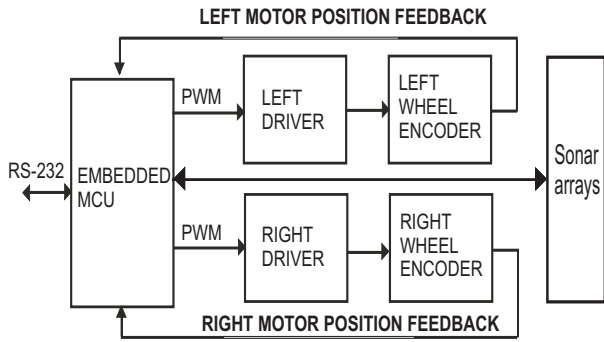 LEFT MOTOR POSITION FEEDBACK
PWM
LEFT
DRIVER
LEFT
WHEEL
ENCODER
RS-232
EMBEDDED
MCU
Sonar
arrays
PWM
RIGHT
DRIVER
RIGHT
WHEEL
ENCODER
RIGHT MOTOR POSITION FEEDBACK